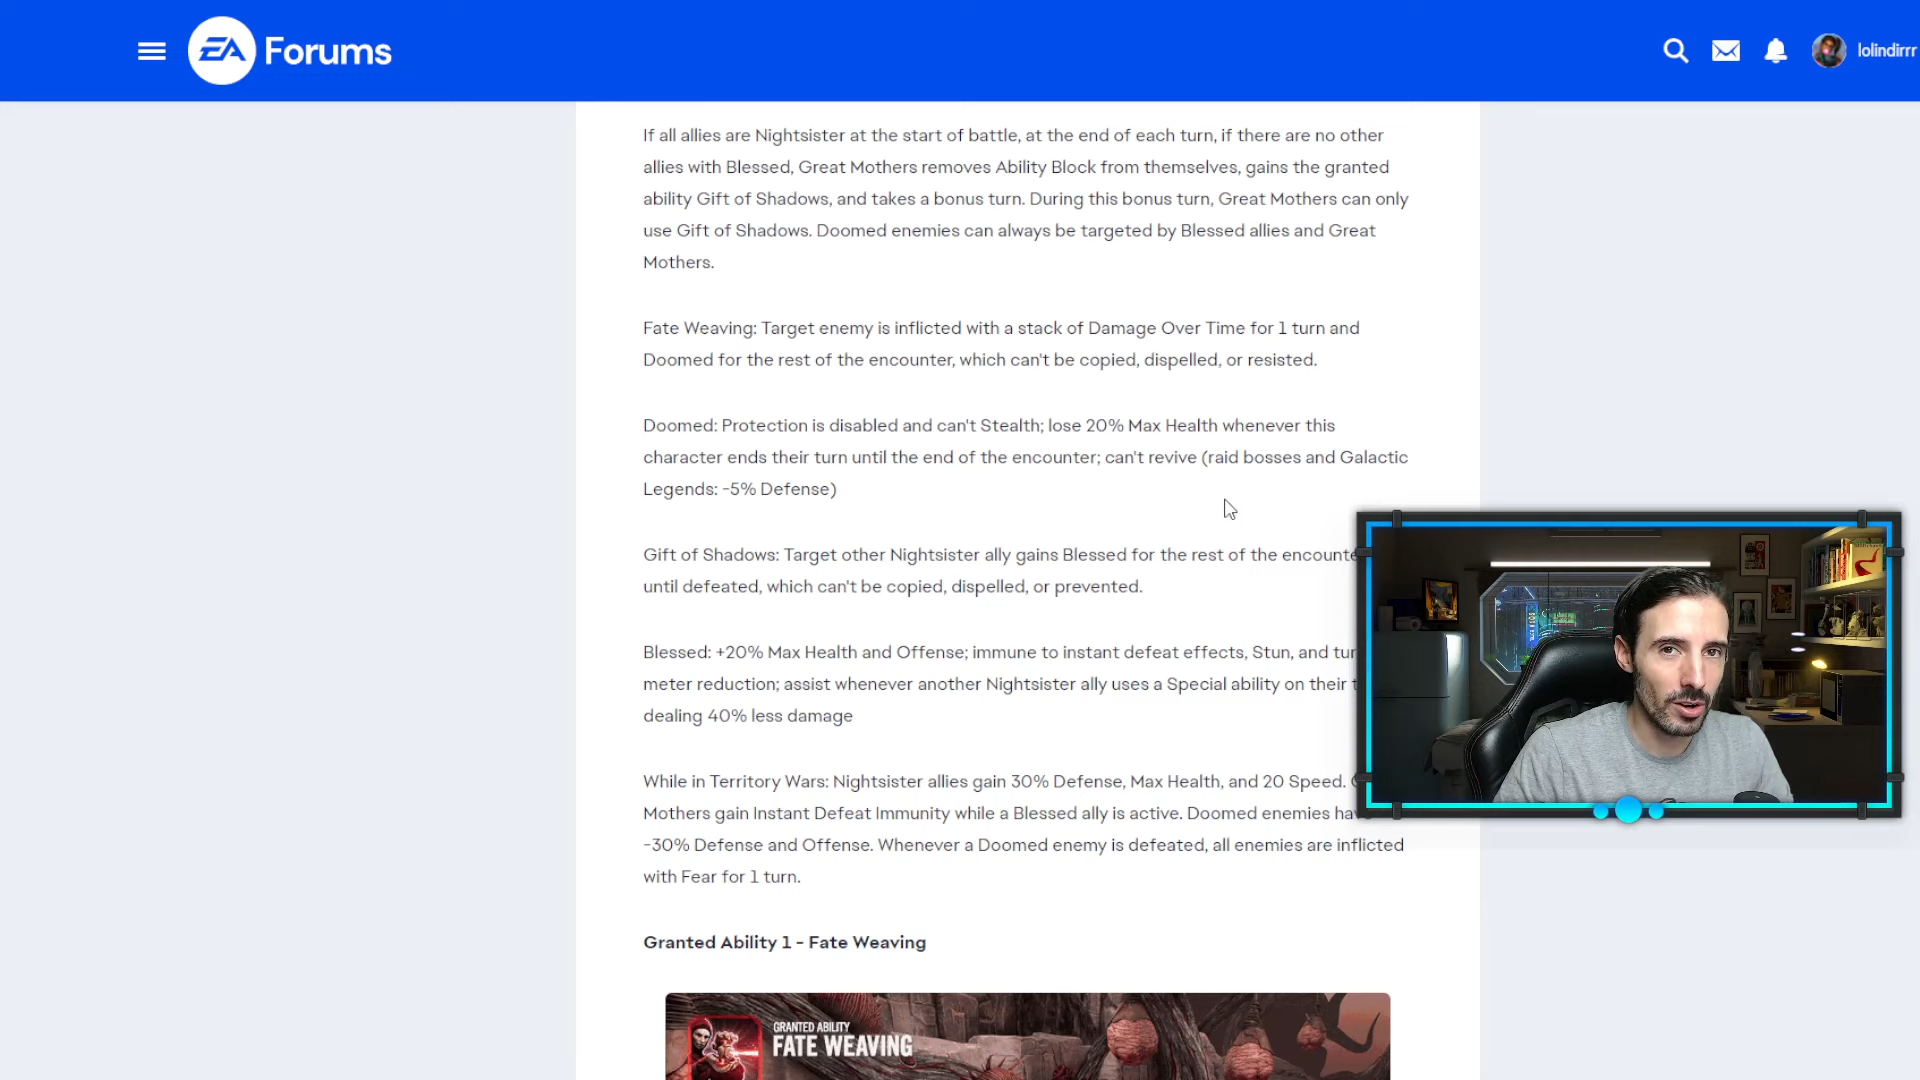 EA Forums
lolindirrr
If all allies are Nightsister at the start of battle, at the end of each turn, if there are no other
allies with Blessed, Great Mothers removes Ability Block from themselves, gains the granted
ability Gift of Shadows, and takes a bonus turn. During this bonus turn, Great Mothers can only
use Gift of Shadows. Doomed enemies can always be targeted by Blessed allies and Great
Mothers.
Fate Weaving: Target enemy is inflicted with a stack of Damage Over Time for 1 turn and
Doomed for the rest of the encounter, which can't be copied, dispelled, or resisted.
Doomed: Protection is disabled and can't Stealth; lose 20% Max Health whenever this
character ends their turn until the end of the encounter; can't revive (raid bosses and Galactic
Legends: -5% Defense)
Gift of Shadows: Target other Nightsister ally gains Blessed for the rest of the
until defeated, which can't be copied, dispelled, or prevented.
Blessed: +20% Max Health and Offense; immune to instant defeat effects, Stun, and
meter reduction; assist whenever another Nightsister ally uses a Special ability on their
dealing 40% less damage
While in Territory Wars: Nightsister allies gain 30% Defense, Max Health, and 20 Speed.
Mothers gain Instant Defeat Immunity while a Blessed ally is active. Doomed enemies
-30% Defense and Offense. Whenever a Doomed enemy is defeated, all enemies are inflicted
with Fear for 1 turn.
Granted Ability 1 - Fate Weaving
GRANTED ABILITY
FATE WEAVING